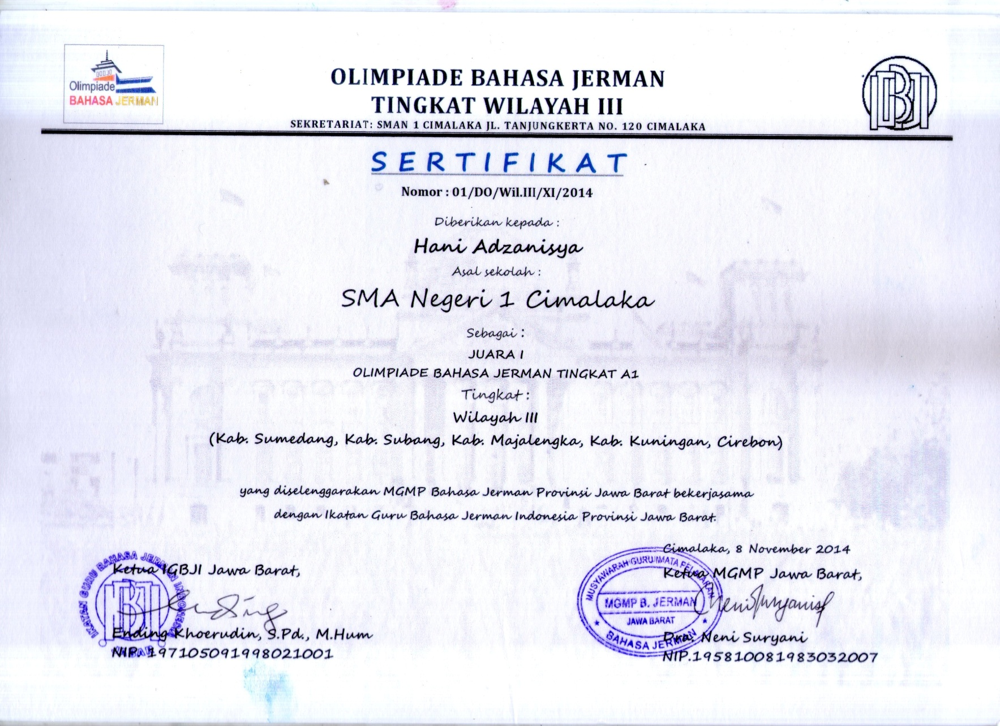 Olimpiade
BAHASA JERMAN
OLIMPIADE BAHASA JERMAN
TINGKAT WILAYAH III
SEKRETARIAT: SMAN 1 CIMALAKA JL. TANJUNGKERTA NO. 120 CIMALAKA
SERTIFIKAT
Nomor : 01/DO/Wil.III/XI/2014
Diberikan kepada :
Hani Adzanisya
Asal sekolah :
SMA Negeri 1 Cimalaka
Sebagai :
JUARA I
OLIMPIADE BAHASA JERMAN TINGKAT A1
Tingkat :
Wilayah III
(Kab. Sumedang, Kab. Subang, Kab. Majalengka, Kab. Kuningan, Cirebon)
yang diselenggarakan MGMP Bahasa Jerman Provinsi Jawa Barat bekerjasama
dengan Ikatan Guru Bahasa Jerman Indonesia Provinsi Jawa Barat.
Ketua IGBJI Jawa Barat,
IKATAN GURU BAHASA JERMAN INDONESIA
JABAR
Ending Khoerudin, S.Pd., M.Hum
NIP. 197105091998021001
Cimalaka, 8 November 2014
Ketua MGMP Jawa Barat,
MUSYAWARAH GURU MATA PELAJARAN
MGMP B. JERMAN
JAWA BARAT
BAHASA JERMAN
Neni Suryani
Dra. Neni Suryani
NIP.195810081983032007